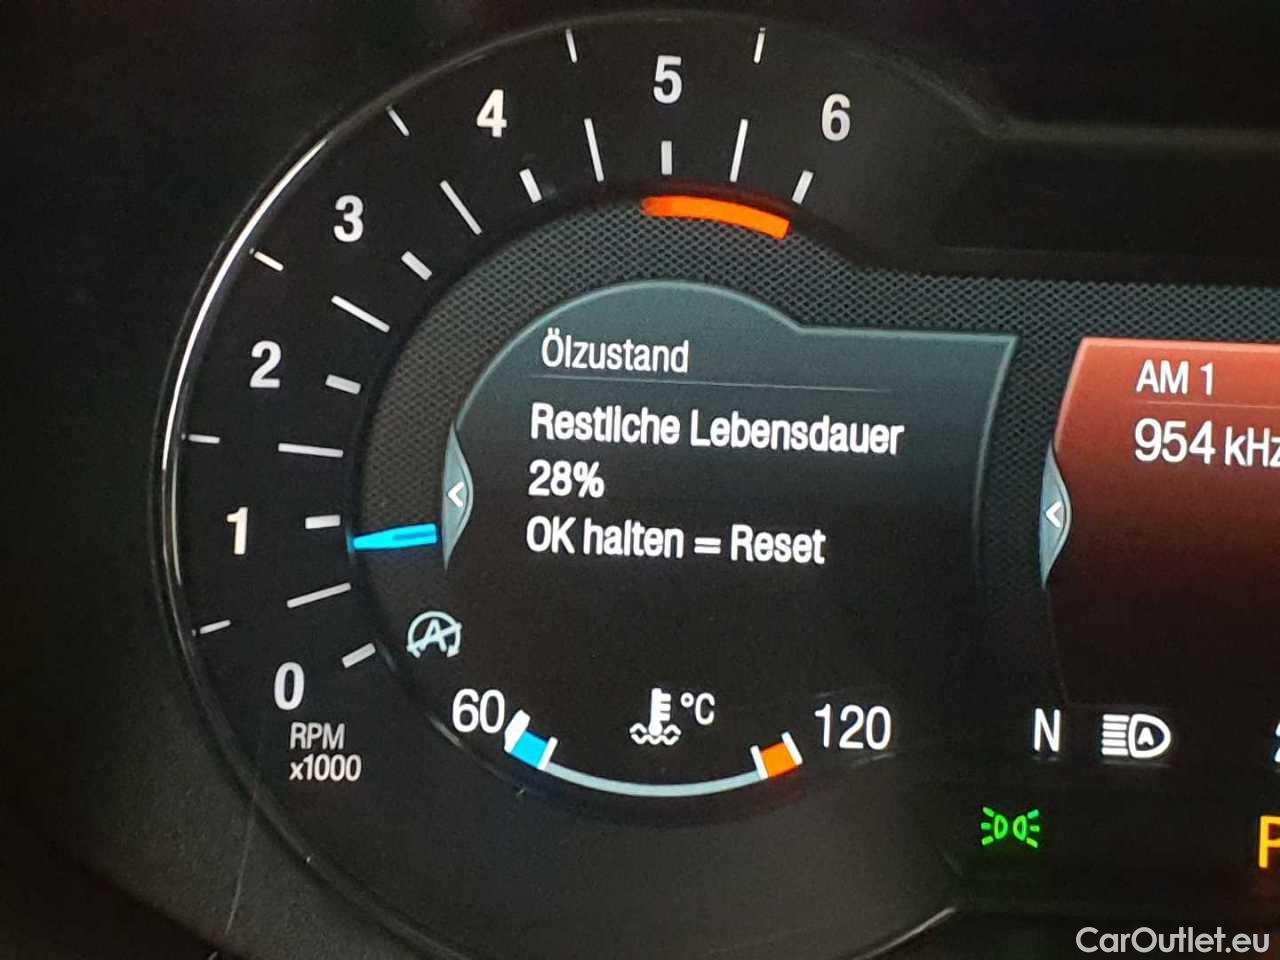 5
4
6
3
Ölzustand
2
AM 1
Restliche Lebensdauer
954 kHz
28%
1
OK halten = Reset
A
0
60
°C
120
N
A
RPM
x1000
P
CarOutlet.eu